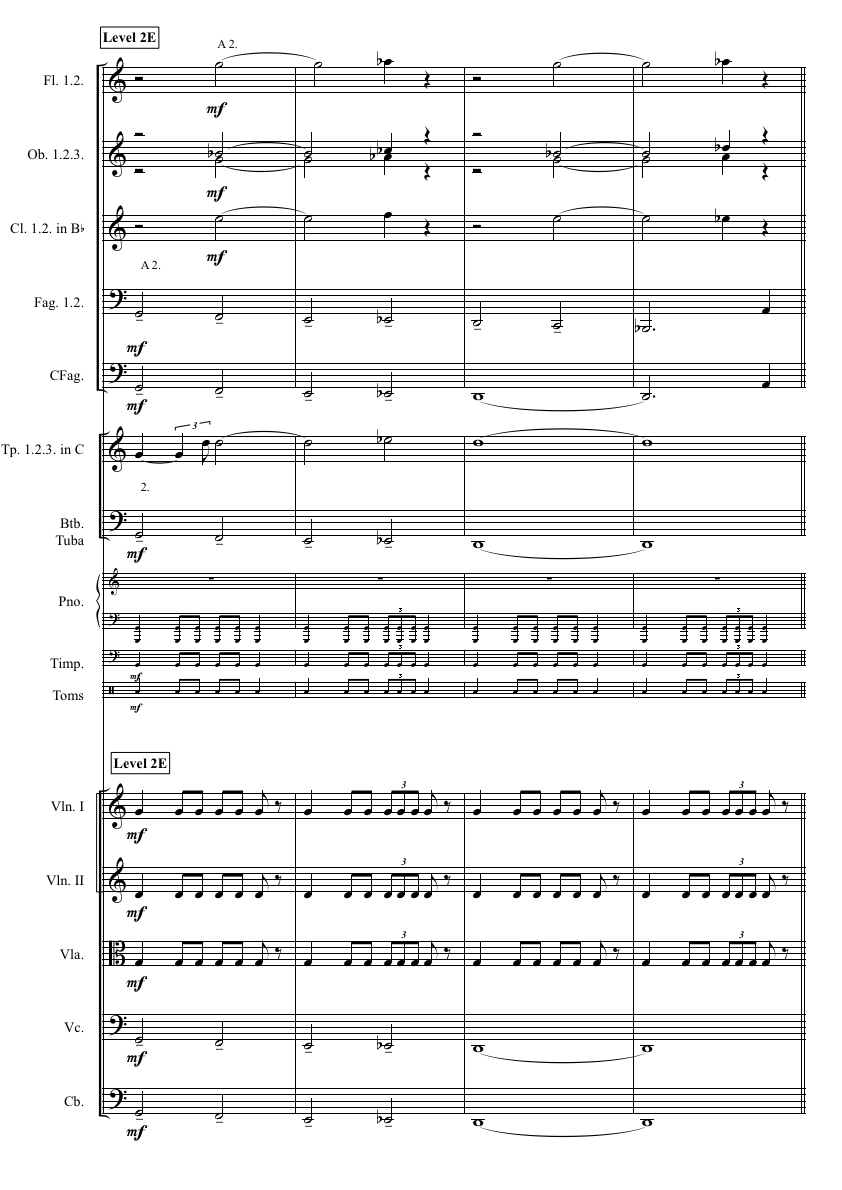 Level 2E
A 2.
Fl. 1.2.
mf
Ob. 1.2.3.
mf
Cl. 1.2. in B♭
mf
A 2.
Fag. 1.2.
mf
CFag.
mf
3
Tp. 1.2.3. in C
2.
Btb.
Tuba
mf
Pno.
3 3
Timp.
3 3
mf
Toms
3 3
mf
Level 2E
3 3
Vln. I
mf
3 3
Vln. II
mf
3 3
Vla.
mf
Vc.
mf
Cb.
mf